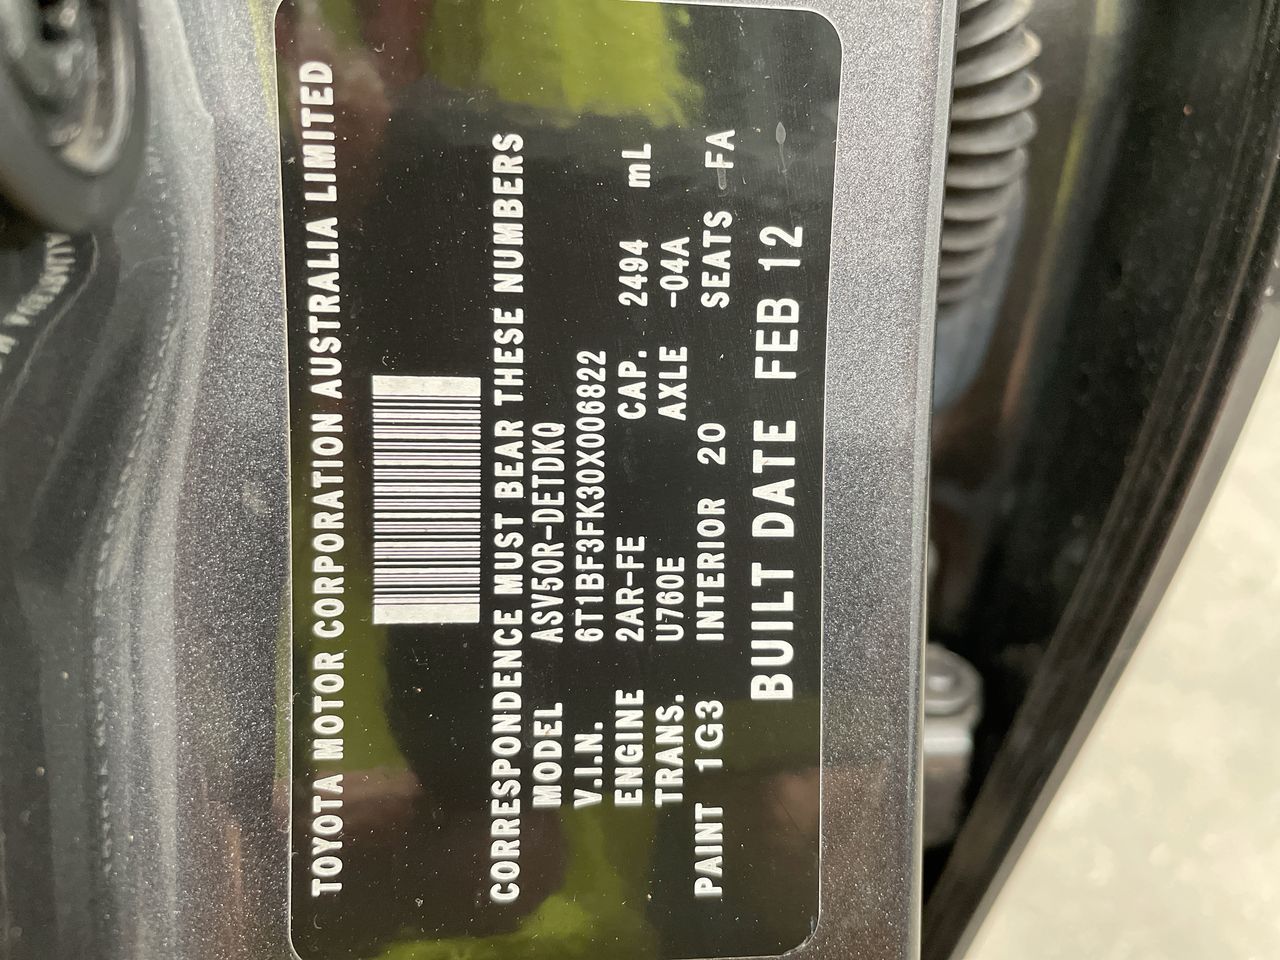 TOYOTA MOTOR CORPORATION AUSTRALIA LIMITED
CORRESPONDENCE MUST BEAR THESE NUMBERS
MODEL ASV50R-DETDKQ
V.I.N. 6T1BF3FK30X006822
ENGINE 2AR-FE CAP. 2494 mL
TRANS. U760E AXLE -04A
PAINT 1G3 INTERIOR 20 SEATS FA
BUILT DATE FEB 12